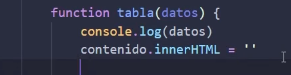 function tabla(datos) {
console.log(datos)
contenido.innerHTML = ''